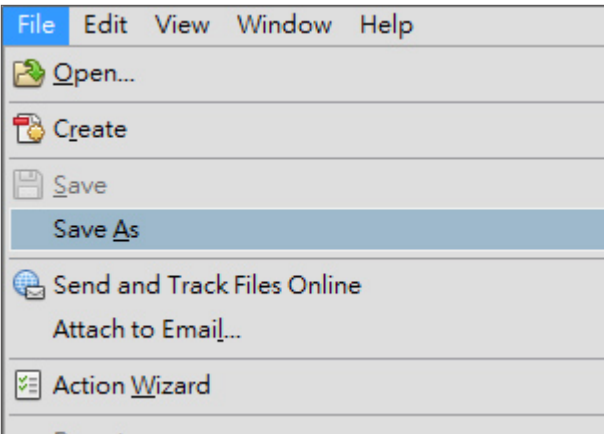 File Edit View Window Help
Open...
Create
Save
Save As
Send and Track Files Online
Attach to Email...
Action Wizard